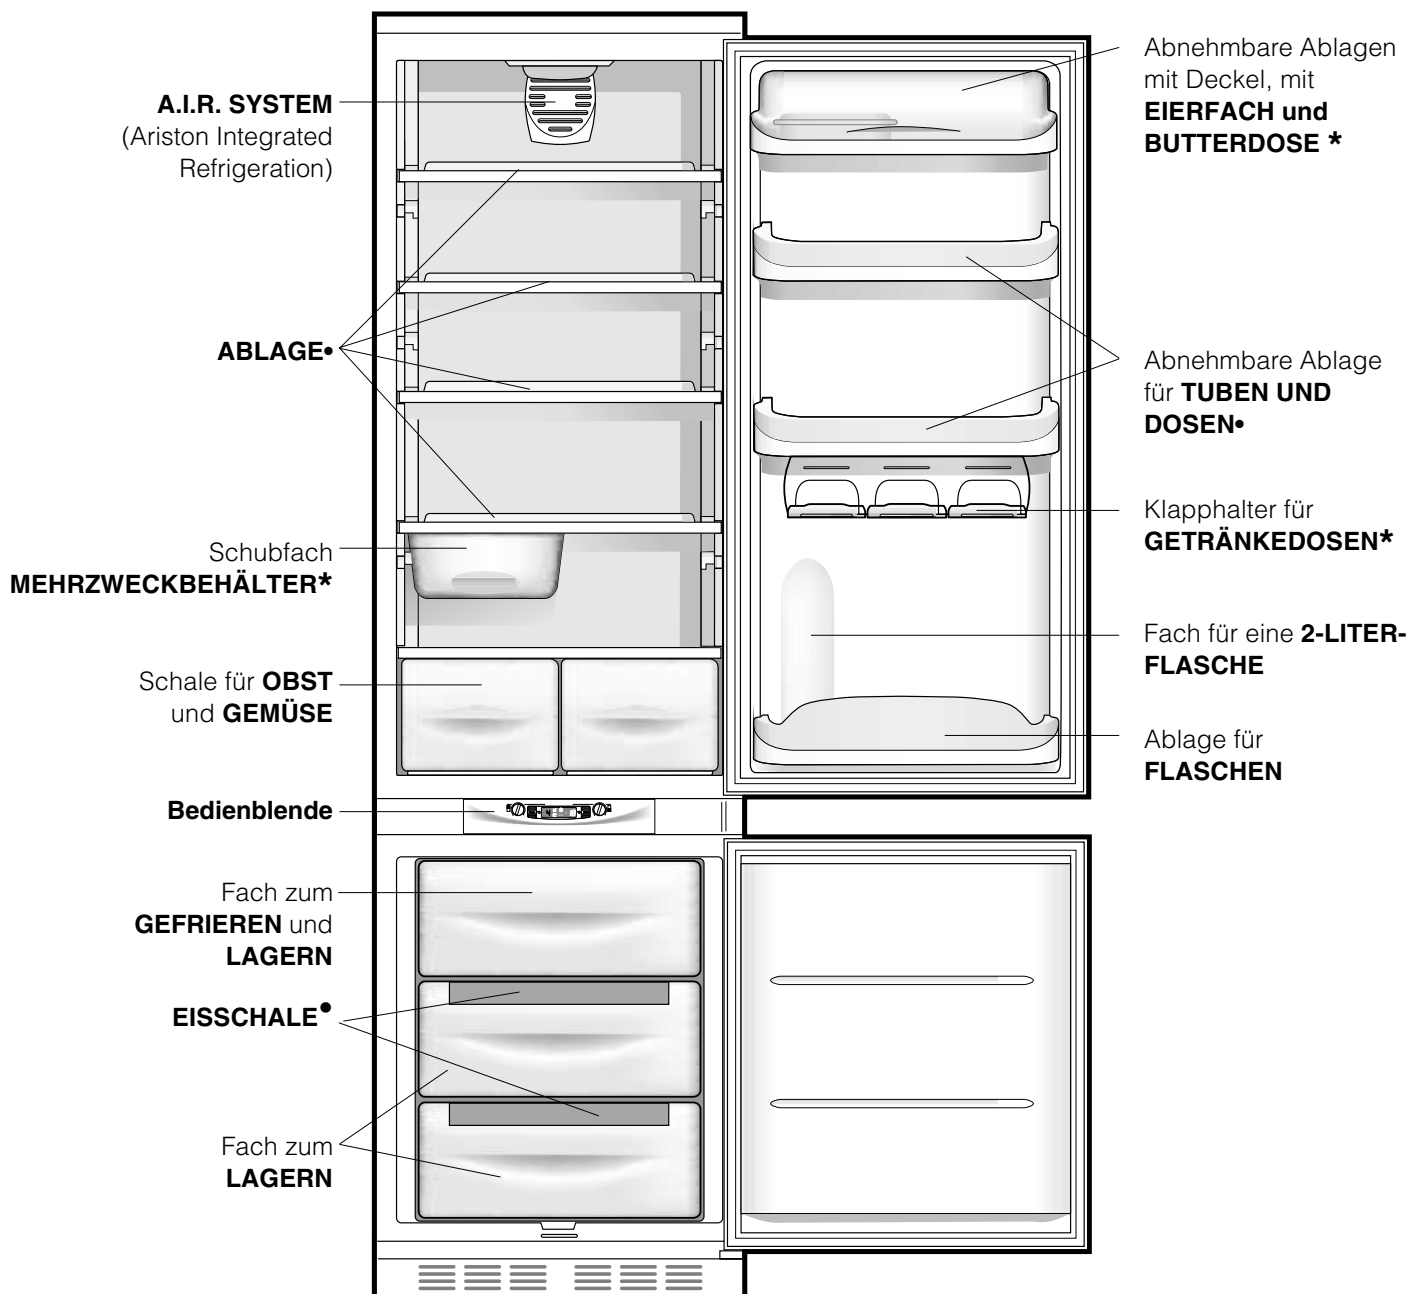 A.I.R. SYSTEM
(Ariston Integrated
Refrigeration)
ABLAGE•
Schubfach
MEHRZWECKBEHÄLTER*
Schale für OBST
und GEMÜSE
Bedienblende
Fach zum
GEFRIEREN und
LAGERN
EISSCHALE•
Fach zum
LAGERN
Abnehmbare Ablagen
mit Deckel, mit
EIERFACH und
BUTTERDOSE *
Abnehmbare Ablage
für TUBEN UND
DOSEN•
Klapphalter für
GETRÄNKEDOSEN*
Fach für eine 2-LITER-
FLASCHE
Ablage für
FLASCHEN